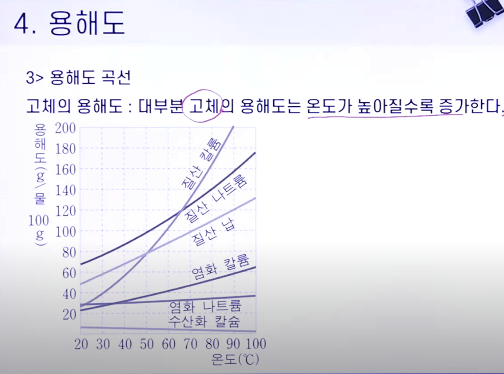 4. 용해도
3> 용해도 곡선
고체의 용해도 : 대부분 고체의 용해도는 온도가 높아질수록 증가한다.
용해도(g/물 100g)
200
180
160
140
120
100
80
60
40
20
질산 칼륨
질산 나트륨
질산 납
염화 칼륨
염화 나트륨
수산화 칼슘
20 30 40 50 60 70 80 90 100
온도(℃)